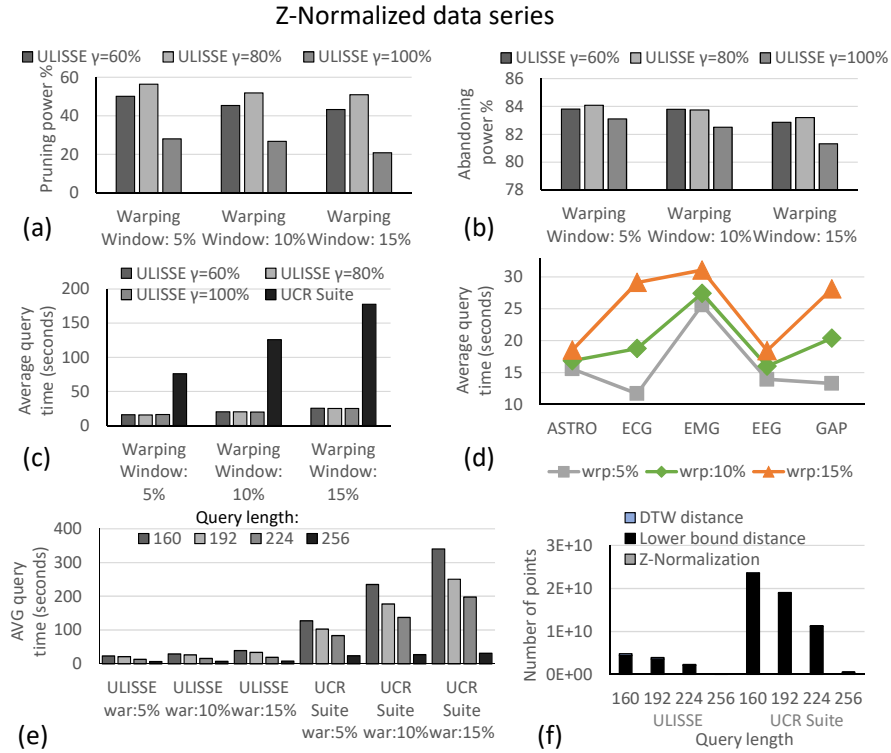 Z-Normalized data series
ULISSE γ=60% ULISSE γ=80% ULISSE γ=100%
Pruning power %
60
40
20
0
Warping Window: 5%
Warping Window: 10%
Warping Window: 15%
(a)
ULISSE γ=60% ULISSE γ=80% ULISSE γ=100%
Abandoning power %
86
84
82
80
78
Warping Window: 5%
Warping Window: 10%
Warping Window: 15%
(b)
ULISSE γ=60% ULISSE γ=80%
ULISSE γ=100% UCR Suite
Average query time (seconds)
200
150
100
50
0
Warping Window: 5%
Warping Window: 10%
Warping Window: 15%
(c)
Average query time (seconds)
30
25
20
15
10
ASTRO ECG EMG EEG GAP
(d)
wrp:5% wrp:10% wrp:15%
Query length:
160 192 224 256
AVG query time (seconds)
400
300
200
100
0
ULISSE war:5%
ULISSE war:10%
ULISSE war:15%
UCR Suite war:5%
UCR Suite war:10%
UCR Suite war:15%
(e)
DTW distance
Lower bound distance
Z-Normalization
Number of points
3E+10
2E+10
1E+10
0E+00
160 192 224 256 160 192 224 256
ULISSE UCR Suite
Query length
(f)